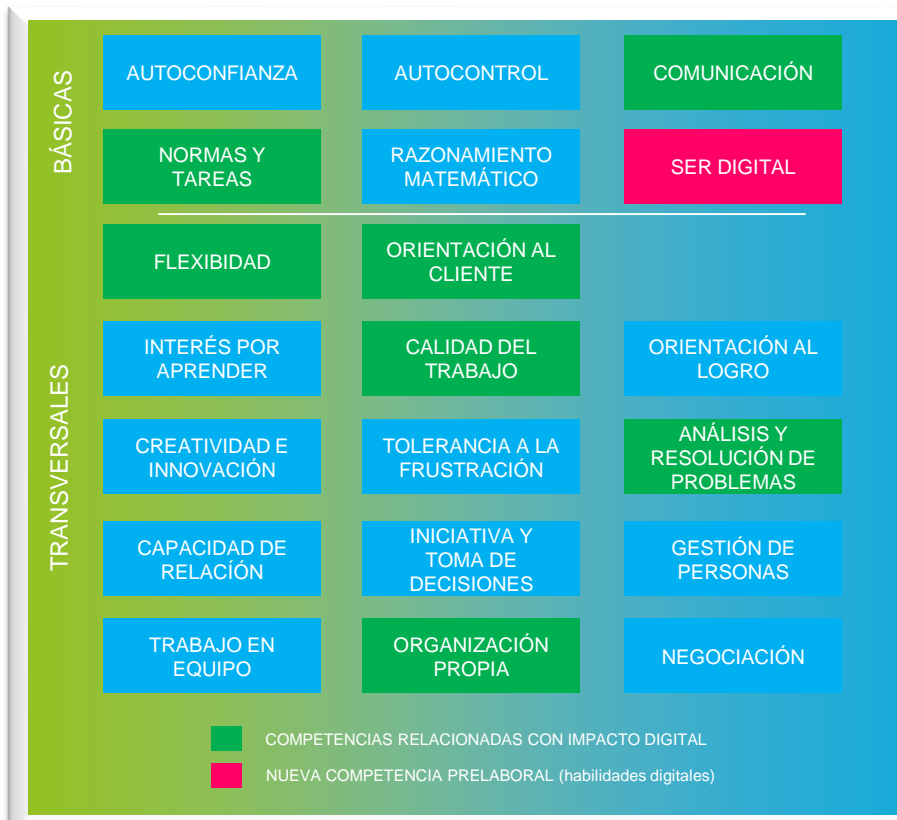 BÁSICAS
AUTOCONFIANZA
AUTOCONTROL
COMUNICACIÓN
NORMAS Y
TAREAS
RAZONAMIENTO
MATEMÁTICO
SER DIGITAL
TRANSVERSALES
FLEXIBIDAD
ORIENTACIÓN AL
CLIENTE
INTERÉS POR
APRENDER
CALIDAD DEL
TRABAJO
ORIENTACIÓN AL
LOGRO
CREATIVIDAD E
INNOVACIÓN
TOLERANCIA A LA
FRUSTRACIÓN
ANÁLISIS Y
RESOLUCIÓN DE
PROBLEMAS
CAPACIDAD DE
RELACÍÓN
INICIATIVA Y
TOMA DE
DECISIONES
GESTIÓN DE
PERSONAS
TRABAJO EN
EQUIPO
ORGANIZACIÓN
PROPIA
NEGOCIACIÓN
COMPETENCIAS RELACIONADAS CON IMPACTO DIGITAL
NUEVA COMPETENCIA PRELABORAL (habilidades digitales)